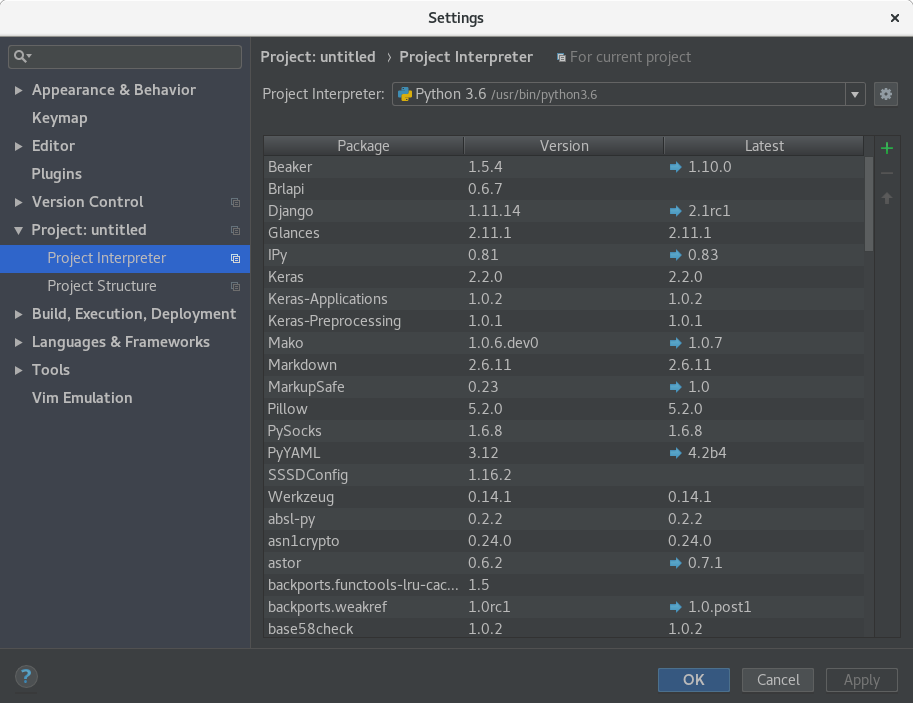 Settings
Project: untitled › Project Interpreter For current project
Appearance & Behavior
Keymap
Editor
Plugins
Version Control
Project: untitled
Project Interpreter
Project Structure
Build, Execution, Deployment
Languages & Frameworks
Tools
Vim Emulation
Project Interpreter: Python 3.6 /usr/bin/python3.6
Package Version Latest
Beaker 1.5.4 1.10.0
Brlapi 0.6.7
Django 1.11.14 2.1rc1
Glances 2.11.1 2.11.1
IPy 0.81 0.83
Keras 2.2.0 2.2.0
Keras-Applications 1.0.2 1.0.2
Keras-Preprocessing 1.0.1 1.0.1
Mako 1.0.6.dev0 1.0.7
Markdown 2.6.11 2.6.11
MarkupSafe 0.23 1.0
Pillow 5.2.0 5.2.0
PySocks 1.6.8 1.6.8
PyYAML 3.12 4.2b4
SSSDConfig 1.16.2
Werkzeug 0.14.1 0.14.1
absl-py 0.2.2 0.2.2
asn1crypto 0.24.0 0.24.0
astor 0.6.2 0.7.1
backports.functools-lru-cac... 1.5
backports.weakref 1.0rc1 1.0.post1
base58check 1.0.2 1.0.2
?
OK Cancel Apply